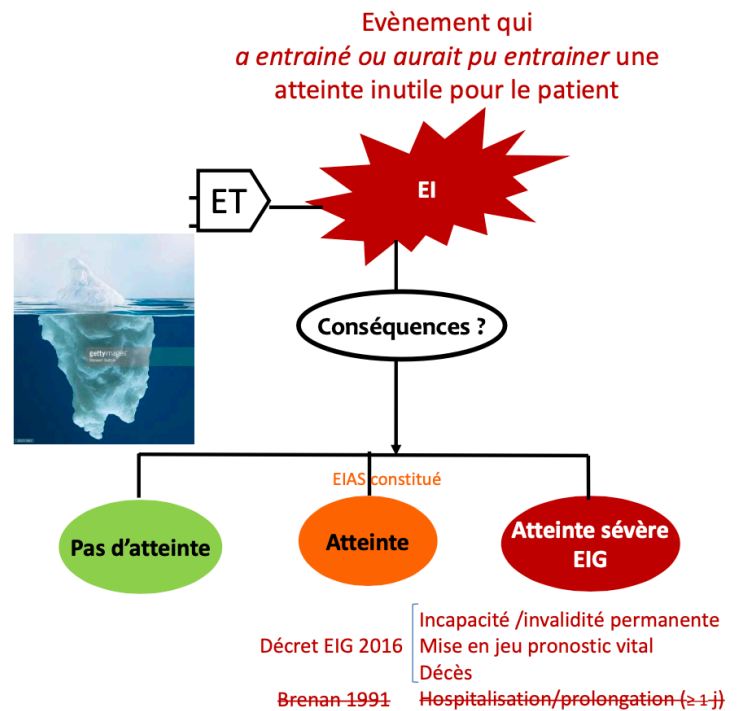 Evènement qui
a entrainé ou aurait pu entrainer une
atteinte inutile pour le patient
ET
EI
gettyimages
Conséquences ?
EIAS constitué
Pas d’atteinte
Atteinte
Atteinte sévère
EIG
Incapacité /invalidité permanente
Décret EIG 2016
Mise en jeu pronostic vital
Décès
Brenan 1991
Hospitalisation/prolongation (≥ 1 j)